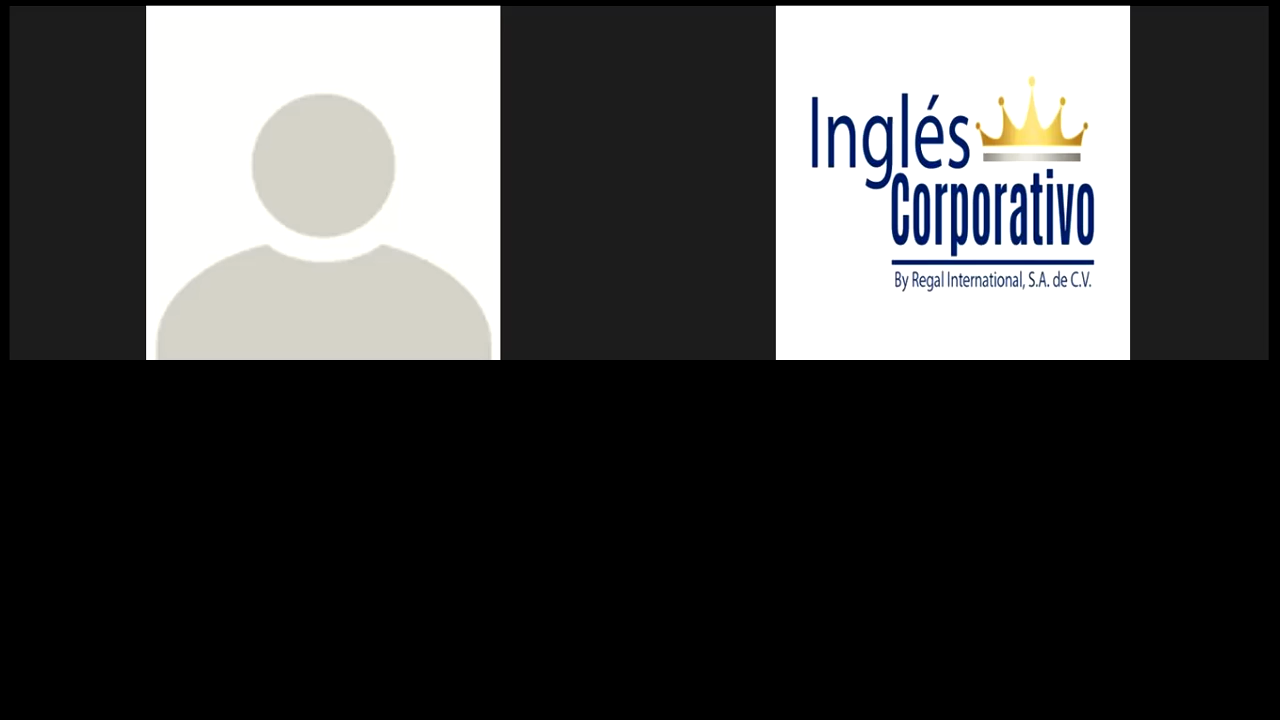 Inglés
Corporativo
By Regal International, S.A. de C.V.